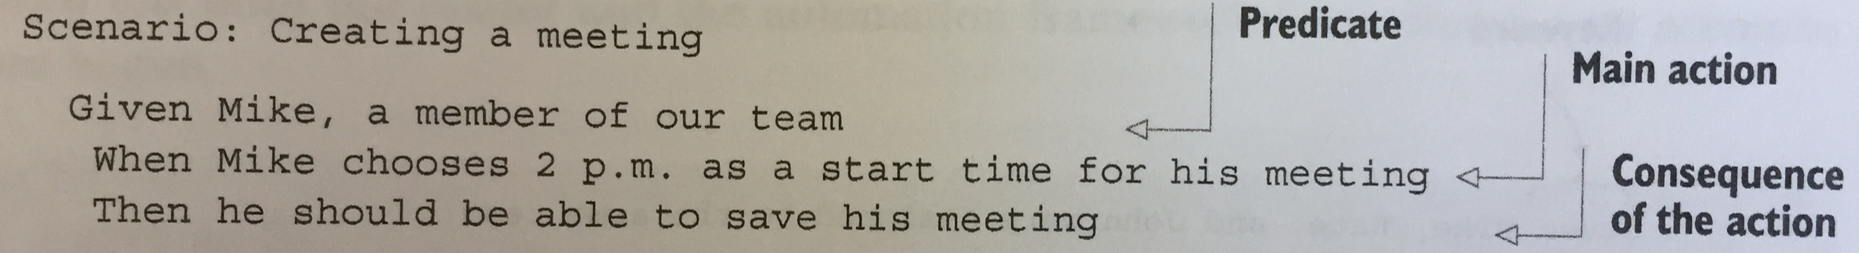 Scenario: Creating a meeting
Predicate
Main action
Given Mike, a member of our team
When Mike chooses 2 p.m. as a start time for his meeting
Then he should be able to save his meeting
Consequence
of the action